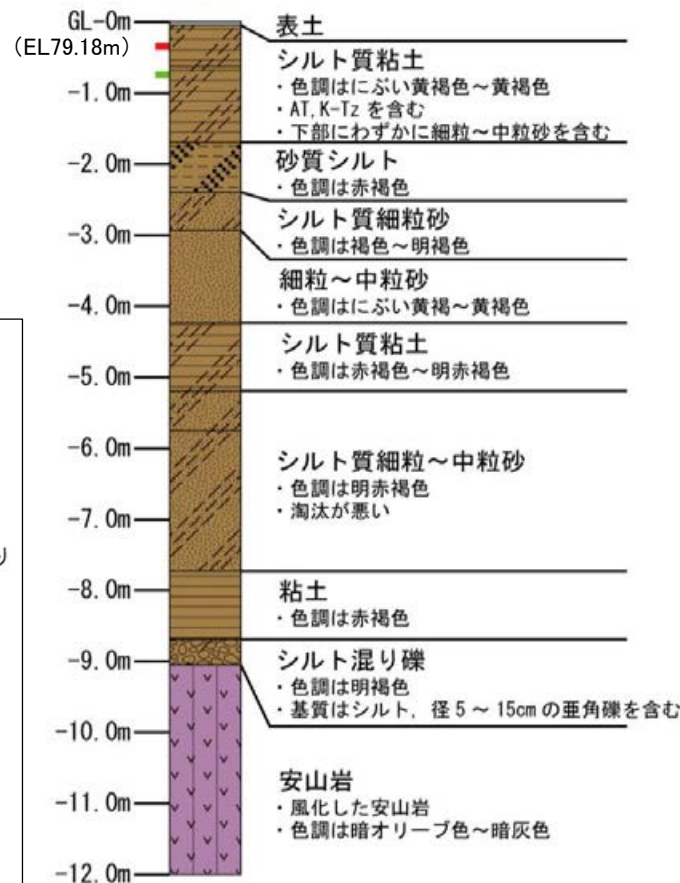 GL-0m
(EL79.18m)
-1.0m
-2.0m
-3.0m
-4.0m
-5.0m
-6.0m
-7.0m
-8.0m
-9.0m
-10.0m
-11.0m
-12.0m
表土
シルト質粘土
・色調はにぶい黄褐色～黄褐色
・AT,K-Tz を含む
・下部にわずかに細粒～中粒砂を含む
砂質シルト
・色調は赤褐色
シルト質細粒砂
・色調は褐色～明褐色
細粒～中粒砂
・色調はにぶい黄褐～黄褐色
シルト質粘土
・色調は赤褐色～明赤褐色
シルト質細粒～中粒砂
・色調は明赤褐色
・淘汰が悪い
粘土
・色調は赤褐色
シルト混り礫
・色調は明褐色
・基質はシルト，径5～15cmの亜角礫を含む
安山岩
・風化した安山岩
・色調は暗オリーブ色～暗灰色